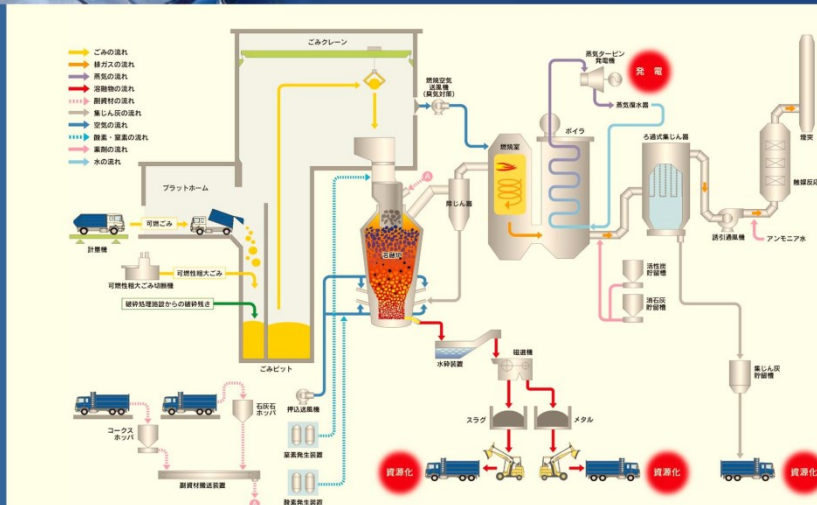 ごみの流れ
排ガスの流れ
蒸気の流れ
溶融物の流れ
副資材の流れ
集じん灰の流れ
空気の流れ
酸素・窒素の流れ
薬剤の流れ
水の流れ
ごみクレーン
燃焼空気
送風機
(臭気対策)
蒸気タービン
発電機
発電
蒸気復水器
ボイラ
燃焼室
ろ過式集じん器
煙突
触媒反応
誘引通風機
アンモニア水
プラットホーム
可燃ごみ
計量機
可燃性粗大ごみ
可燃性粗大ごみ切断機
破砕処理施設からの破砕残さ
ごみピット
A
除じん器
溶融炉
活性炭
貯留槽
消石灰
貯留槽
水砕装置
磁選機
集じん灰
貯留槽
押込送風機
スラグ
メタル
石灰石
ホッパ
コークス
ホッパ
窒素発生装置
酸素発生装置
副資材搬送装置
A
資源化
資源化
資源化